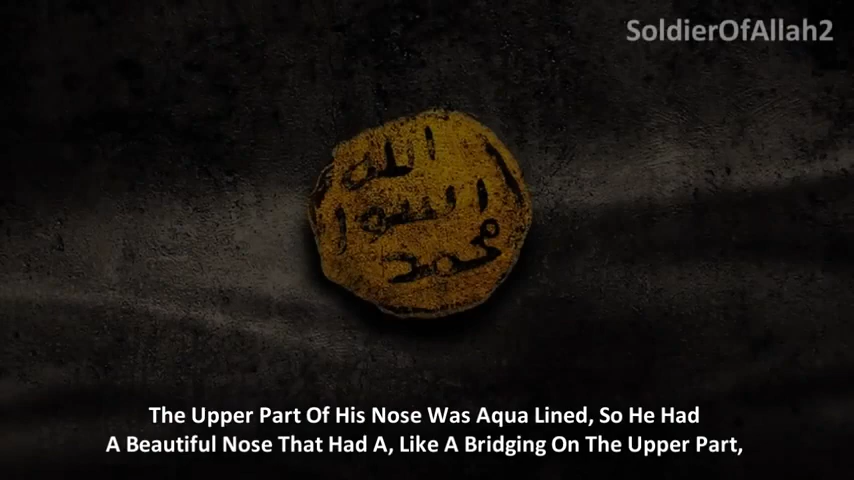 SoldierOfAllah2
الله
رسول
محمد
The Upper Part Of His Nose Was Aqua Lined, So He Had
A Beautiful Nose That Had A, Like A Bridging On The Upper Part,